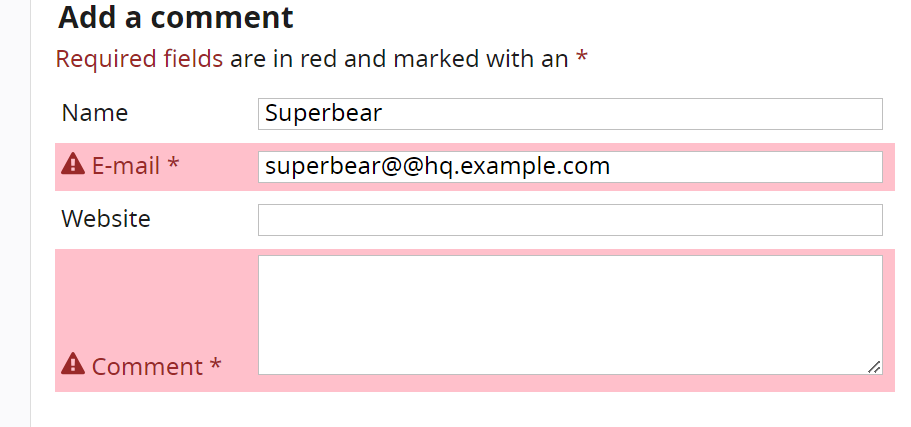 Add a comment
Required fields are in red and marked with an *
Name Superbear
E-mail * superbear@@hq.example.com
Website
Comment *